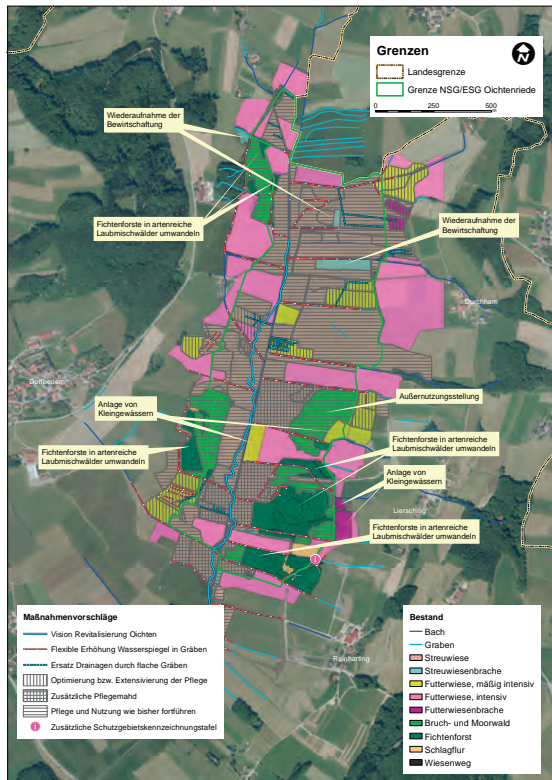 Grenzen
N
Landesgrenze
Grenze NSG/ESG Oichtenriede
0 250 500
m
Wiederaufnahme der
Bewirtschaftung
Fichtenforste in artenreiche
Laubmischwälder umwandeln
Wiederaufnahme der
Bewirtschaftung
Durchham
Dorfbeuern
Außernutzungsstellung
Anlage von
Kleingewässern
Fichtenforste in artenreiche
Laubmischwälder umwandeln
Fichtenforste in artenreiche
Laubmischwälder umwandeln
Anlage von
Kleingewässern
Liersching
Fichtenforste in artenreiche
Laubmischwälder umwandeln
i
Reinharting
Maßnahmenvorschläge
Vision Revitalisierung Oichten
Flexible Erhöhung Wasserspiegel in Gräben
Ersatz Drainagen durch flache Gräben
Optimierung bzw. Extensivierung der Pflege
Zusätzliche Pflegemahd
Pflege und Nutzung wie bisher fortführen
i Zusätzliche Schutzgebietskennzeichnungstafel
Bestand
Bach
Graben
Streuwiese
Streuwiesenbrache
Futterwiese, mäßig intensiv
Futterwiese, intensiv
Futterwiesenbrache
Bruch- und Moorwald
Fichtenforst
Schlagflur
Wiesenweg